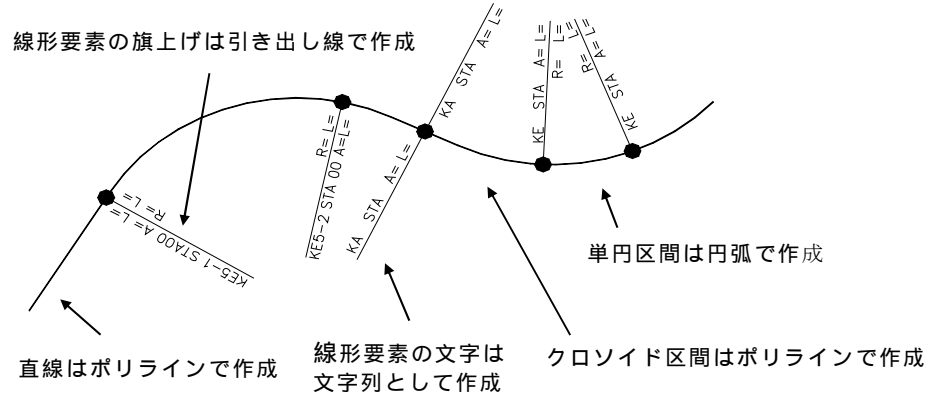 線形要素の旗上げは引き出し線で作成
KE5-1 STA00 A= L=
R= L=
KE5-2 STA 00 A=L=
R= L=
KA STA A= L=
KA STA A= L=
KE STA A= L=
R= L=
KE STA A= L=
R= L=
単円区間は円弧で作成
直線はポリラインで作成
線形要素の文字は
文字列として作成
クロソイド区間はポリラインで作成